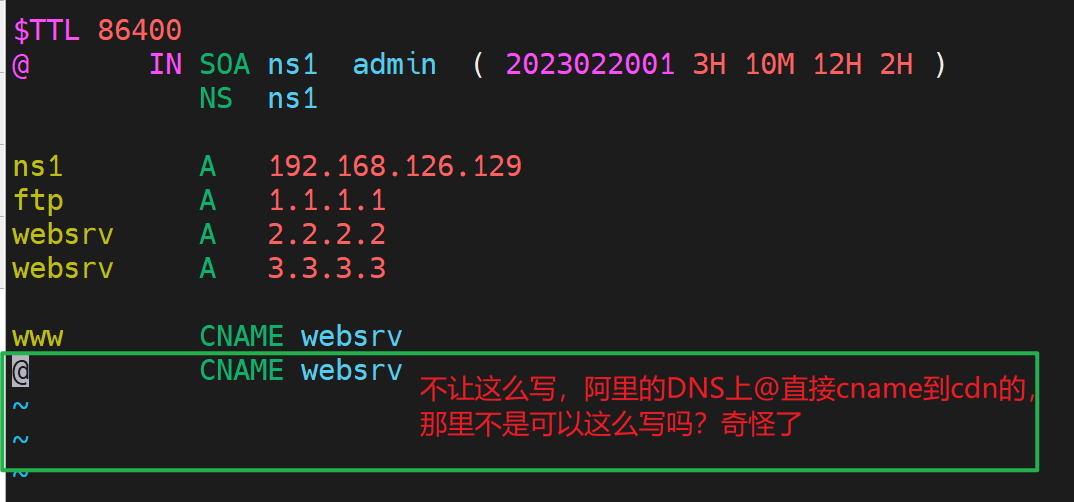 $TTL 86400
@ IN SOA ns1 admin ( 2023022001 3H 10M 12H 2H )
NS ns1
ns1 A 192.168.126.129
ftp A 1.1.1.1
websrv A 2.2.2.2
websrv A 3.3.3.3
www CNAME websrv
@ CNAME websrv
不让这么写，阿里的DNS上@直接cname到cdn的，
那里不是可以这么写吗？奇怪了
~
~
~